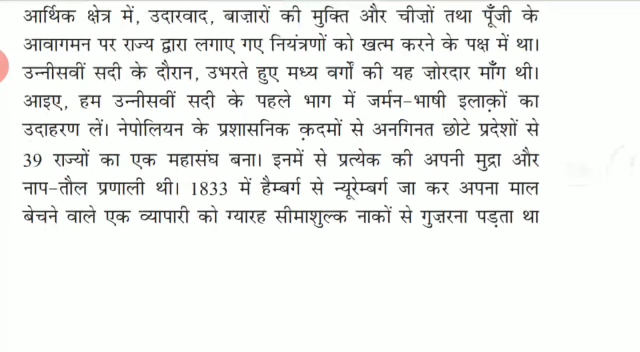 आर्थिक क्षेत्र में, उदारवाद, बाज़ारों की मुक्ति और चीज़ों तथा पूँजी के
आवागमन पर राज्य द्वारा लगाए गए नियंत्रणों को खत्म करने के पक्ष में था।
उन्नीसवीं सदी के दौरान, उभरते हुए मध्य वर्गों की यह ज़ोरदार माँग थी।
आइए, हम उन्नीसवीं सदी के पहले भाग में जर्मन-भाषी इलाक़ों का
उदाहरण लें। नेपोलियन के प्रशासनिक क़दमों से अनगिनत छोटे प्रदेशों से
39 राज्यों का एक महासंघ बना। इनमें से प्रत्येक की अपनी मुद्रा और
नाप-तौल प्रणाली थी। 1833 में हैम्बर्ग से न्यूरेम्बर्ग जा कर अपना माल
बेचने वाले एक व्यापारी को ग्यारह सीमाशुल्क नाकों से गुज़रना पड़ता था